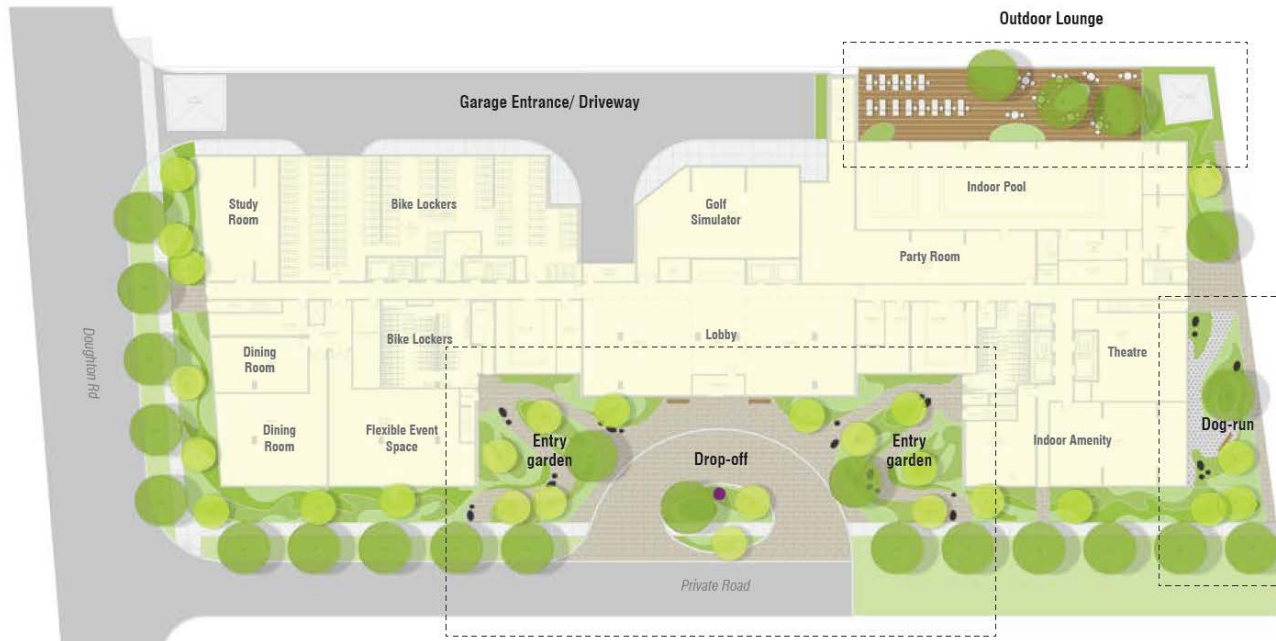 Outdoor Lounge
Garage Entrance/ Driveway
Study
Room
Bike Lockers
Golf
Simulator
Indoor Pool
Party Room
Doughton Rd
Dining
Room
Bike Lockers
Lobby
Theatre
Dining
Room
Flexible Event
Space
Entry
garden
Drop-off
Entry
garden
Indoor Amenity
Dog-run
Private Road